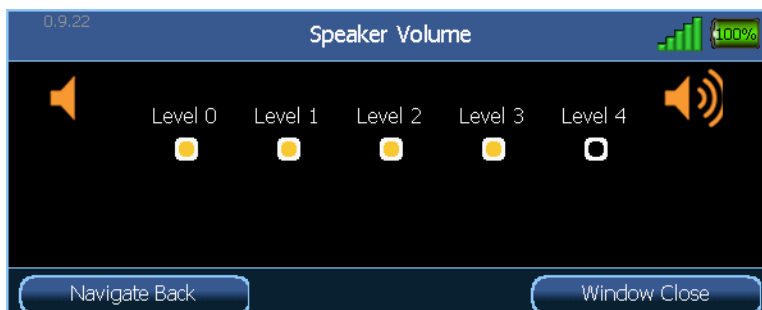 0.9.22
Speaker Volume
100%
Level 0 Level 1 Level 2 Level 3 Level 4
Navigate Back
Window Close